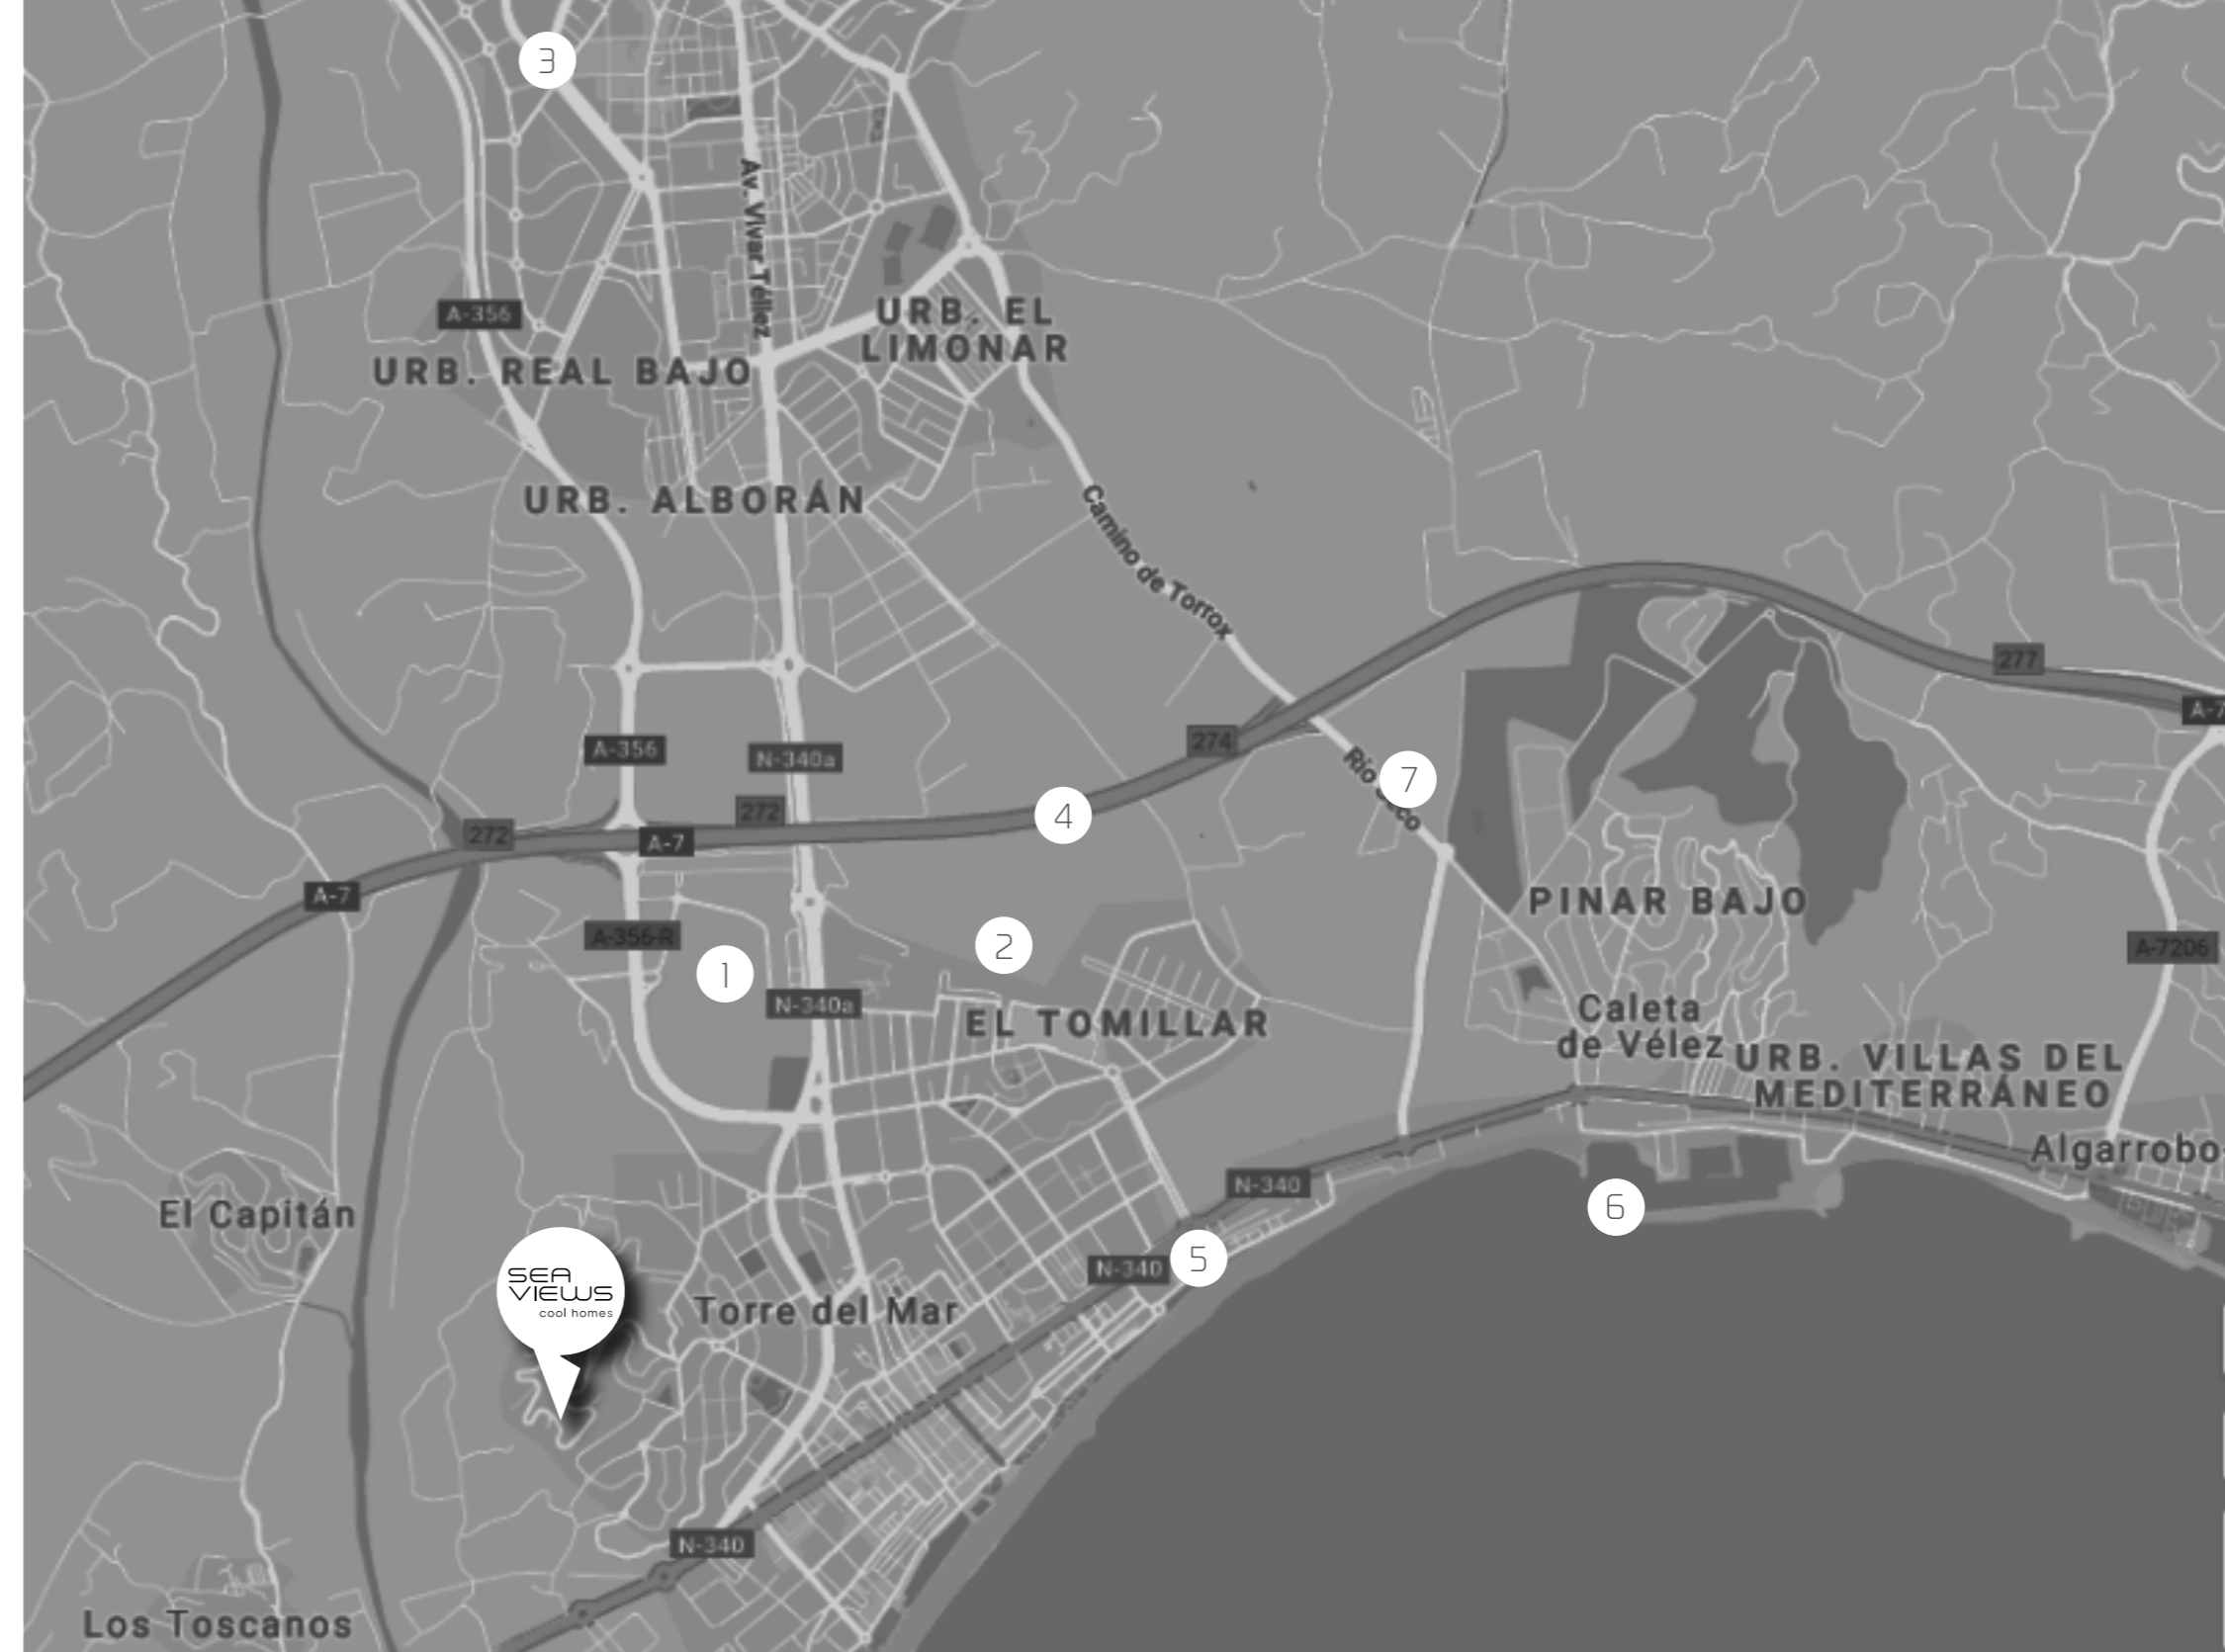 3
Av. Vivar Téllez
A-356
URB. EL
LIMONAR
URB. REAL BAJO
URB. ALBORÁN
Camino de Torrox
277
A-7
274
A-356
N-340a
Río
7
272
4
272
A-7
A-7
PINAR BAJO
A-356-R
2
A-7206
1
N-340a
EL TOMILLAR
Caleta
de Vélez
URB. VILLAS DEL
MEDITERRÁNEO
Algarrobo-
N-340
6
El Capitán
5
N-340
SEA
VIEWS
cool homes
Torre del Mar
N-340
Los Toscanos